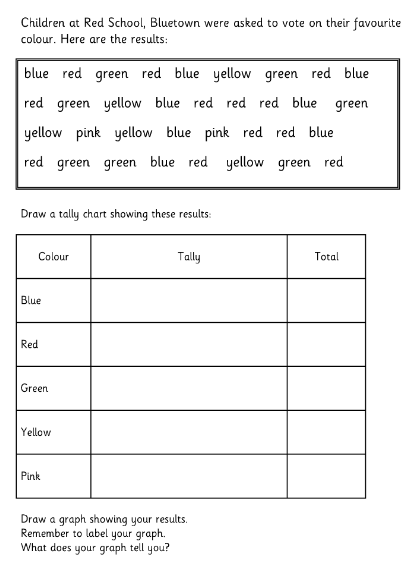 Children at Red School, Bluetown were asked to vote on their favourite
colour. Here are the results:
blue red green red blue yellow green red blue
red green yellow blue red red red blue green
yellow pink yellow blue pink red red blue
red green green blue red yellow green red
Draw a tally chart showing these results:
Colour Tally Total
Blue
Red
Green
Yellow
Pink
Draw a graph showing your results.
Remember to label your graph.
What does your graph tell you?